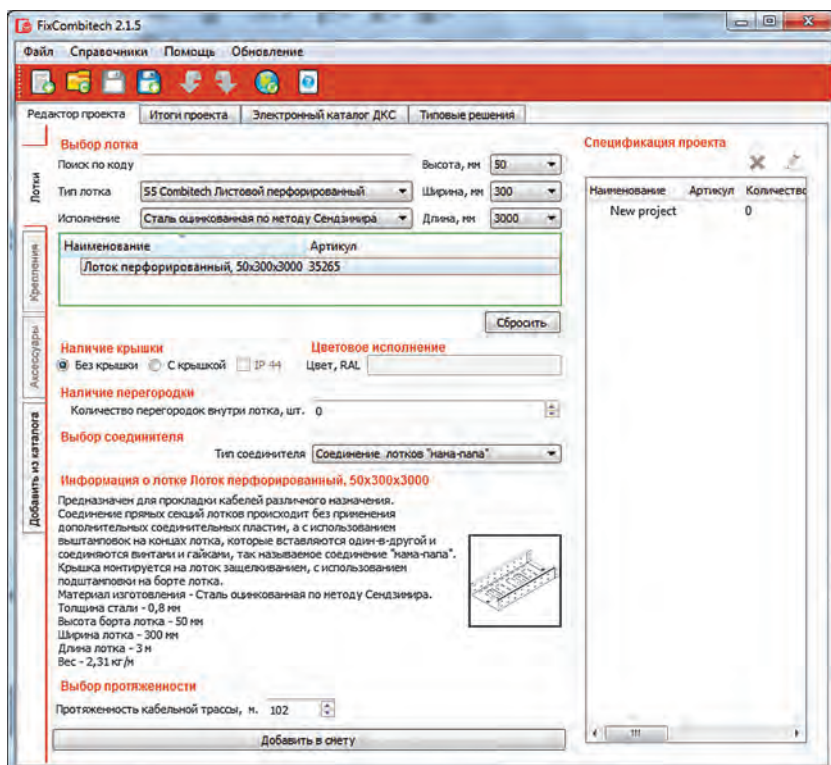 FixCombitech 2.1.5
Файл Справочники Помощь Обновление
Редактор проекта Итоги проекта Электронный каталог ДКС Типовые решения
Лотки
Крепления
Аксессуары
Добавить из каталога
Выбор лотка
Поиск по коду Высота, мм 50
Тип лотка S5 Combitech Листовой перфорированный Ширина, мм 300
Исполнение Сталь оцинкованная по методу Сендзимира Длина, мм 3000
Наименование Артикул
Лоток перфорированный, 50x300x3000 35265
Сбросить
Наличие крышки Цветовое исполнение
Без крышки С крышкой IP 44 Цвет, RAL
Наличие перегородки
Количество перегородок внутри лотка, шт. 0
Выбор соединителя
Тип соединителя Соединение лотков "мама-папа"
Информация о лотке Лоток перфорированный, 50x300x3000
Предназначен для прокладки кабелей различного назначения.
Соединение прямых секций лотков происходит без применения
дополнительных соединительных пластин, а с использованием
выштамповок на концах лотка, которые вставляются один-в-другой и
соединяются винтами и гайками, так называемое соединение "мама-папа".
Крышка монтируется на лоток защелкиванием, с использованием
подштамповки на борте лотка.
Материал изготовления - Сталь оцинкованная по методу Сендзимира.
Толщина стали - 0,8 мм
Высота борта лотка - 50 мм
Ширина лотка - 300 мм
Длина лотка - 3 м
Вес - 2,31 кг/м
Выбор протяженности
Протяженность кабельной трассы, м. 102
Добавить в смету
Спецификация проекта
Наименование Артикул Количество
New project 0